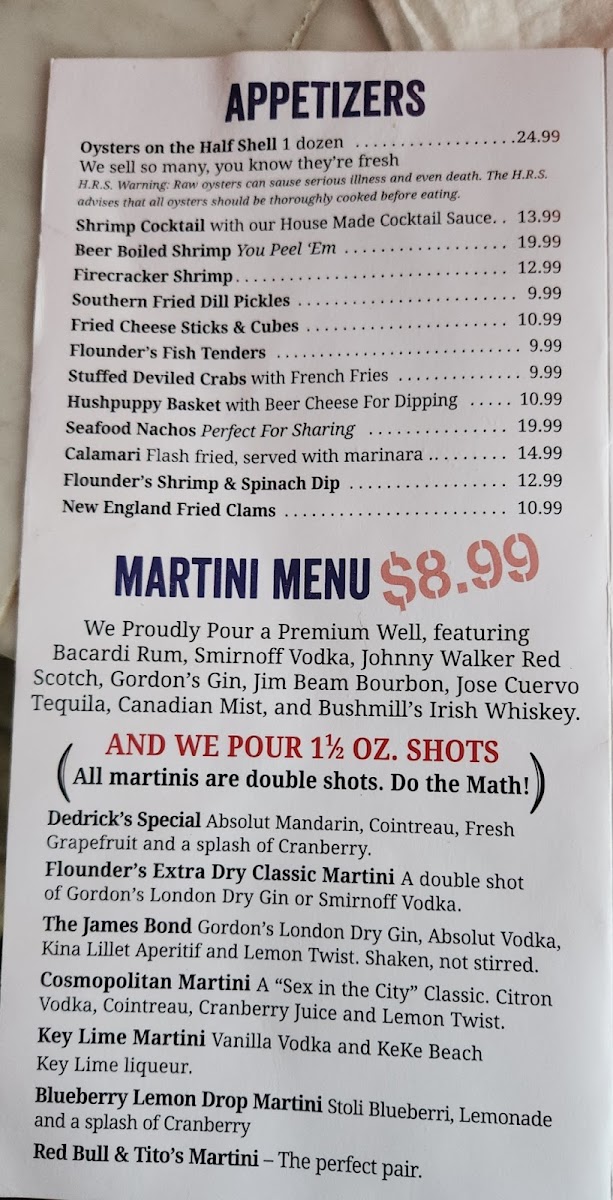 APPETIZERS
Oysters on the Half Shell 1 dozen ..................24.99
We sell so many, you know they're fresh
H.R.S. Warning: Raw oysters can sause serious illness and even death. The H.R.S.
advises that all oysters should be thoroughly cooked before eating.
Shrimp Cocktail with our House Made Cocktail Sauce.. 13.99
Beer Boiled Shrimp You Peel 'Em .................. 19.99
Firecracker Shrimp.............................. 12.99
Southern Fried Dill Pickles ....................... 9.99
Fried Cheese Sticks & Cubes ...................... 10.99
Flounder's Fish Tenders ........................... 9.99
Stuffed Deviled Crabs with French Fries ............. 9.99
Hushpuppy Basket with Beer Cheese For Dipping ..... 10.99
Seafood Nachos Perfect For Sharing ............... 19.99
Calamari Flash fried, served with marinara ......... 14.99
Flounder's Shrimp & Spinach Dip ................. 12.99
New England Fried Clams ........................ 10.99
MARTINI MENU $8.99
We Proudly Pour a Premium Well, featuring
Bacardi Rum, Smirnoff Vodka, Johnny Walker Red
Scotch, Gordon's Gin, Jim Beam Bourbon, Jose Cuervo
Tequila, Canadian Mist, and Bushmill's Irish Whiskey.
AND WE POUR 1½ OZ. SHOTS
(All martinis are double shots. Do the Math!)
Dedrick's Special Absolut Mandarin, Cointreau, Fresh
Grapefruit and a splash of Cranberry.
Flounder's Extra Dry Classic Martini A double shot
of Gordon's London Dry Gin or Smirnoff Vodka.
The James Bond Gordon's London Dry Gin, Absolut Vodka,
Kina Lillet Aperitif and Lemon Twist. Shaken, not stirred.
Cosmopolitan Martini A "Sex in the City" Classic. Citron
Vodka, Cointreau, Cranberry Juice and Lemon Twist.
Key Lime Martini Vanilla Vodka and KeKe Beach
Key Lime liqueur.
Blueberry Lemon Drop Martini Stoli Blueberri, Lemonade
and a splash of Cranberry
Red Bull & Tito's Martini – The perfect pair.